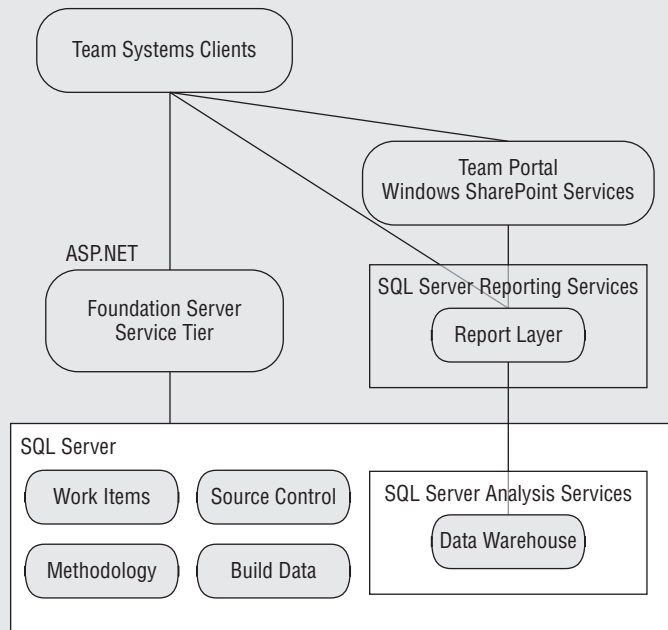 Team Systems Clients
Team Portal
Windows SharePoint Services
ASP.NET
Foundation Server
Service Tier
SQL Server Reporting Services
Report Layer
SQL Server
Work Items
Source Control
Methodology
Build Data
SQL Server Analysis Services
Data Warehouse